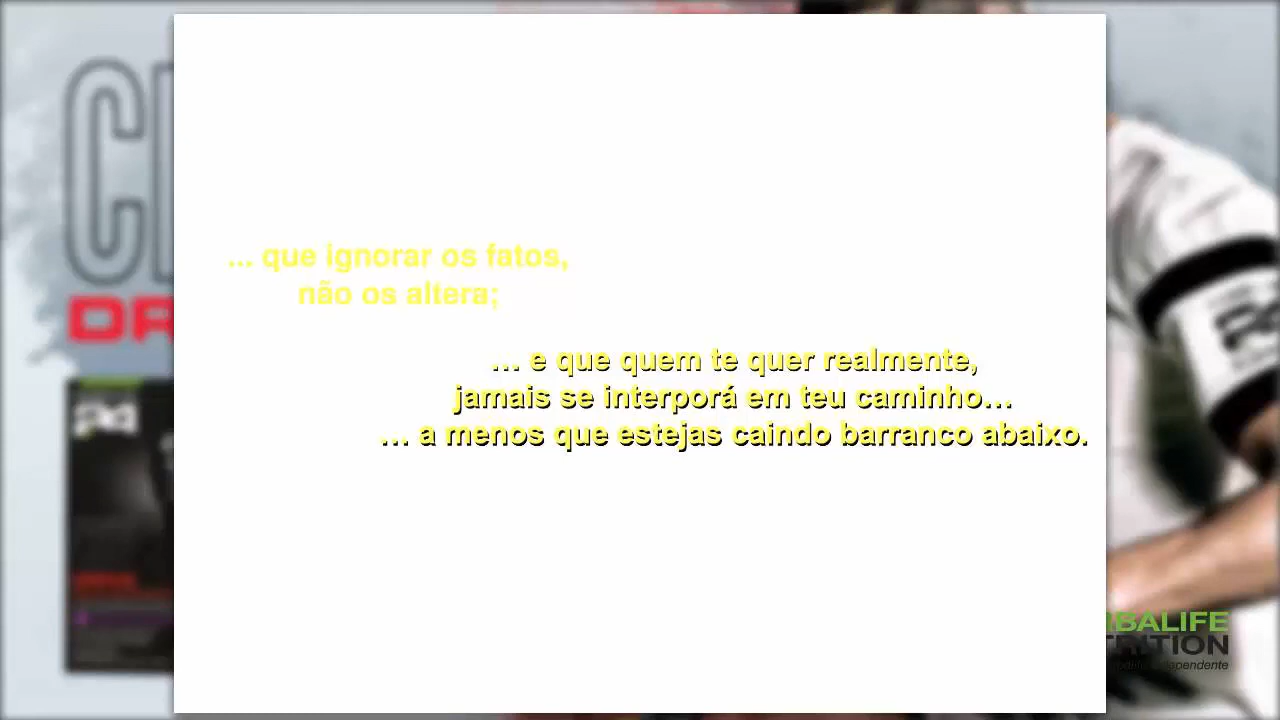 ... que ignorar os fatos,
não os altera;
... e que quem te quer realmente,
jamais se interporá em teu caminho...
... a menos que estejas caindo barranco abaixo.
BALIFE
TRITION